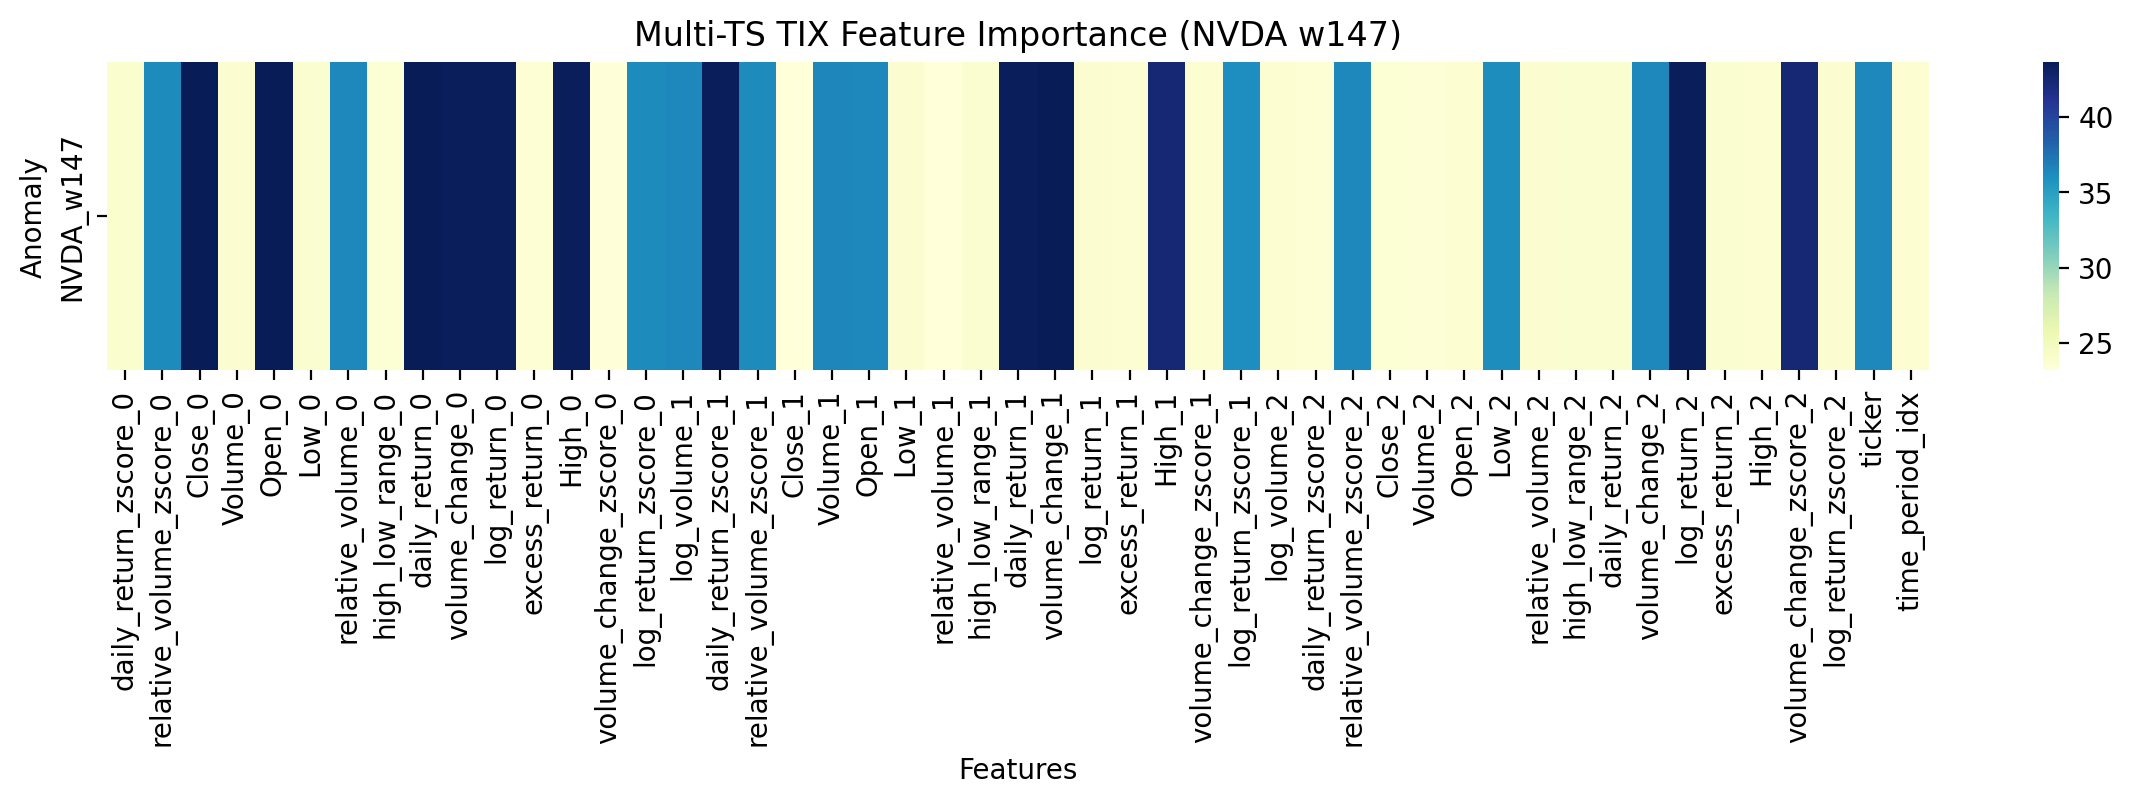 Multi-TS TIX Feature Importance (NVDA w147)
Anomaly
NVDA_w147
40
35
30
25
daily_return_zscore_0
relative_volume_zscore_0
Close_0
Volume_0
Open_0
Low_0
relative_volume_0
high_low_range_0
daily_return_0
volume_change_0
log_return_0
excess_return_0
High_0
volume_change_zscore_0
log_return_zscore_0
log_volume_1
daily_return_zscore_1
relative_volume_zscore_1
Close_1
Volume_1
Open_1
Low_1
relative_volume_1
high_low_range_1
daily_return_1
volume_change_1
log_return_1
excess_return_1
High_1
volume_change_zscore_1
log_return_zscore_1
log_volume_2
daily_return_zscore_2
relative_volume_zscore_2
Close_2
Volume_2
Open_2
Low_2
relative_volume_2
high_low_range_2
daily_return_2
volume_change_2
log_return_2
excess_return_2
High_2
volume_change_zscore_2
log_return_zscore_2
ticker
time_period_idx
Features